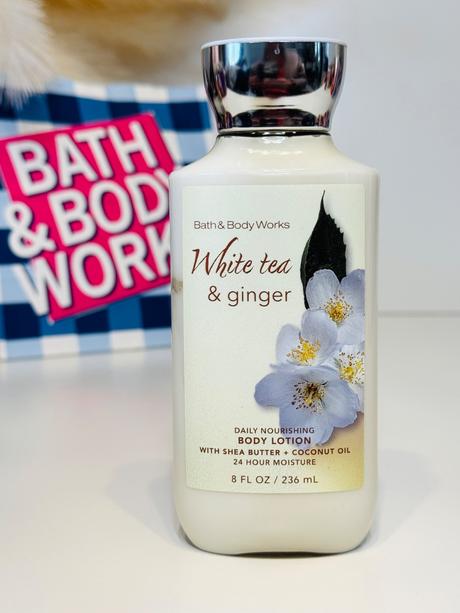 BATH
& BODY
WORK
Bath & Body Works
White tea
& ginger
DAILY NOURISHING
BODY LOTION
WITH SHEA BUTTER + COCONUT OIL
24 HOUR MOISTURE
8 FL OZ / 236 mL